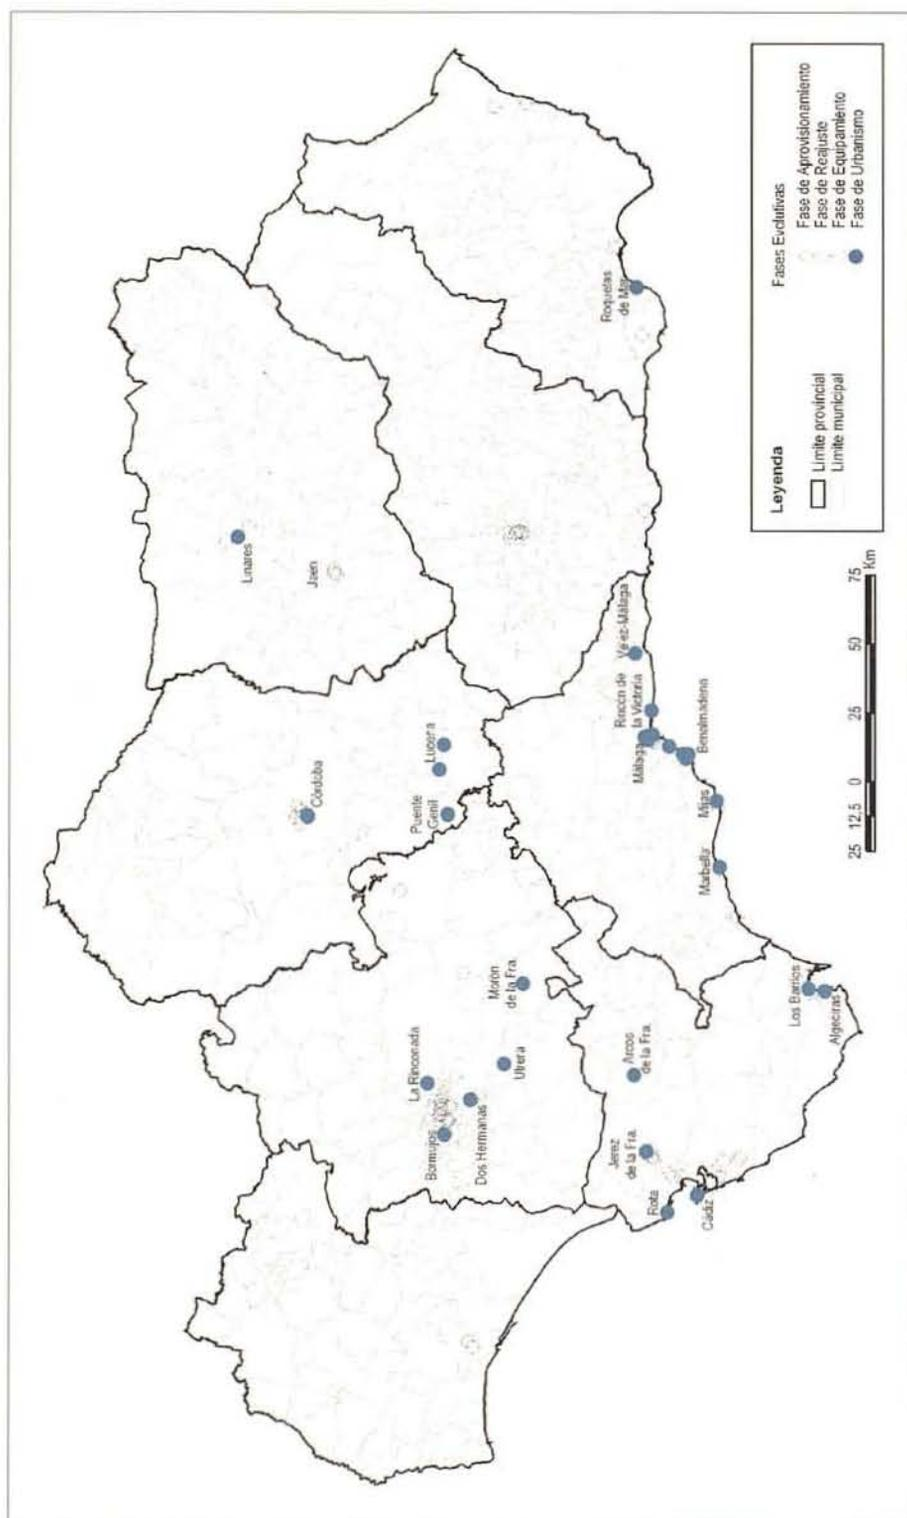 Linares
Jaen
Córdoba
Lucena
Puente
Genil
La Rinconada
Bormujos
Dos Hermanas
Utrera
Morón
de la Fra.
Jerez
de la Fra.
Arcos
de la Fra.
Rota
Cádiz
Los Barrios
Algeciras
Marbella
Mijas
Benalmadena
Málaga
Rincón de
la Victoria
Vélez-Málaga
Roquetas
de Mar
25 12,5 0 25 50 75
Km
Leyenda
Límite provincial
Límite municipal
Fases Evolutivas
Fase de Aprovisionamiento
Fase de Reajuste
Fase de Equipamiento
Fase de Urbanismo